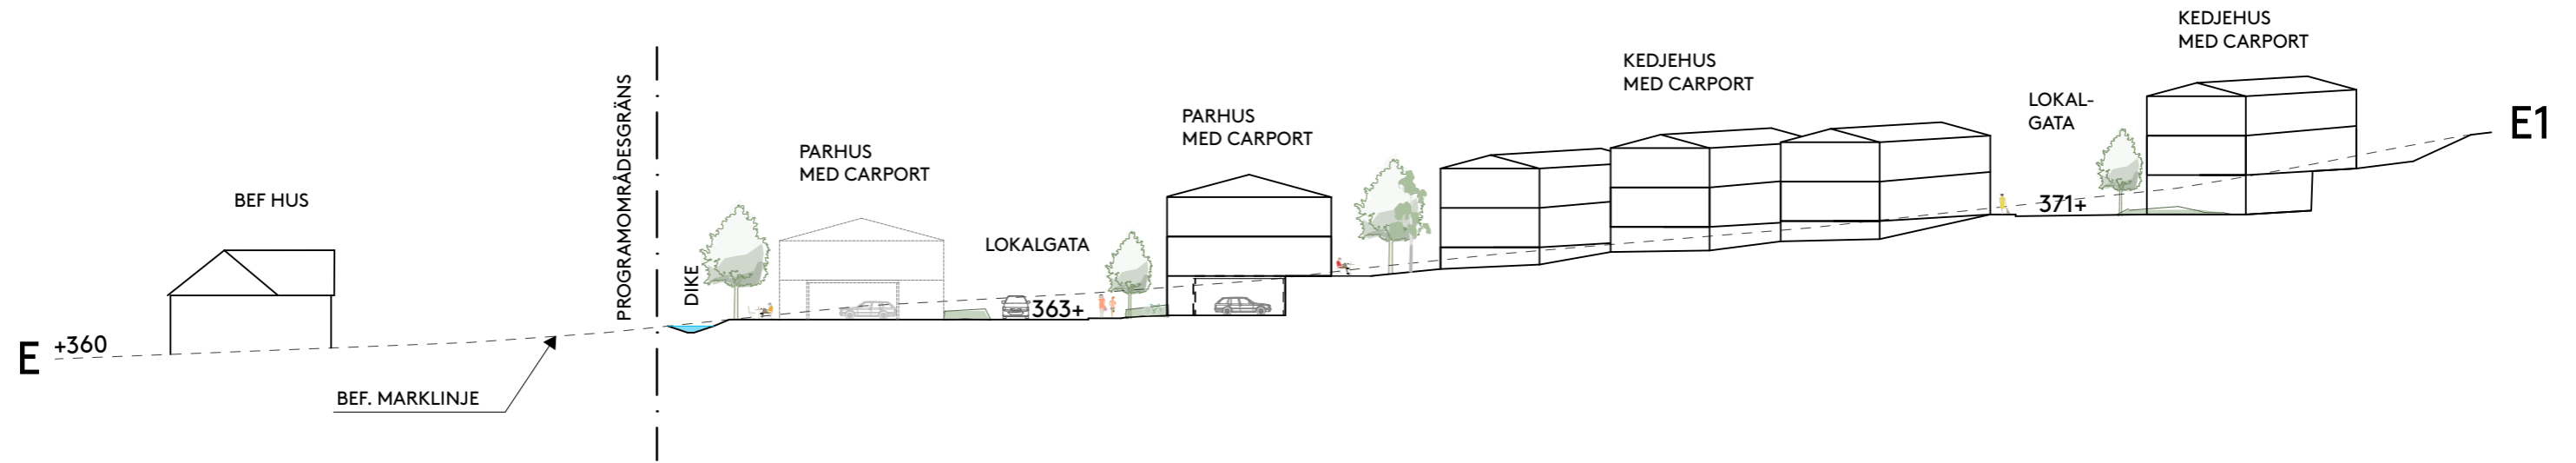 E
+360
BEF HUS
BEF. MARKLINJE
PROGRAMOMRÅDESGRÄNS
DIKE
PARHUS
MED CARPORT
LOKALGATA
363+
PARHUS
MED CARPORT
KEDJEHUS
MED CARPORT
LOKAL-
GATA
371+
KEDJEHUS
MED CARPORT
E1